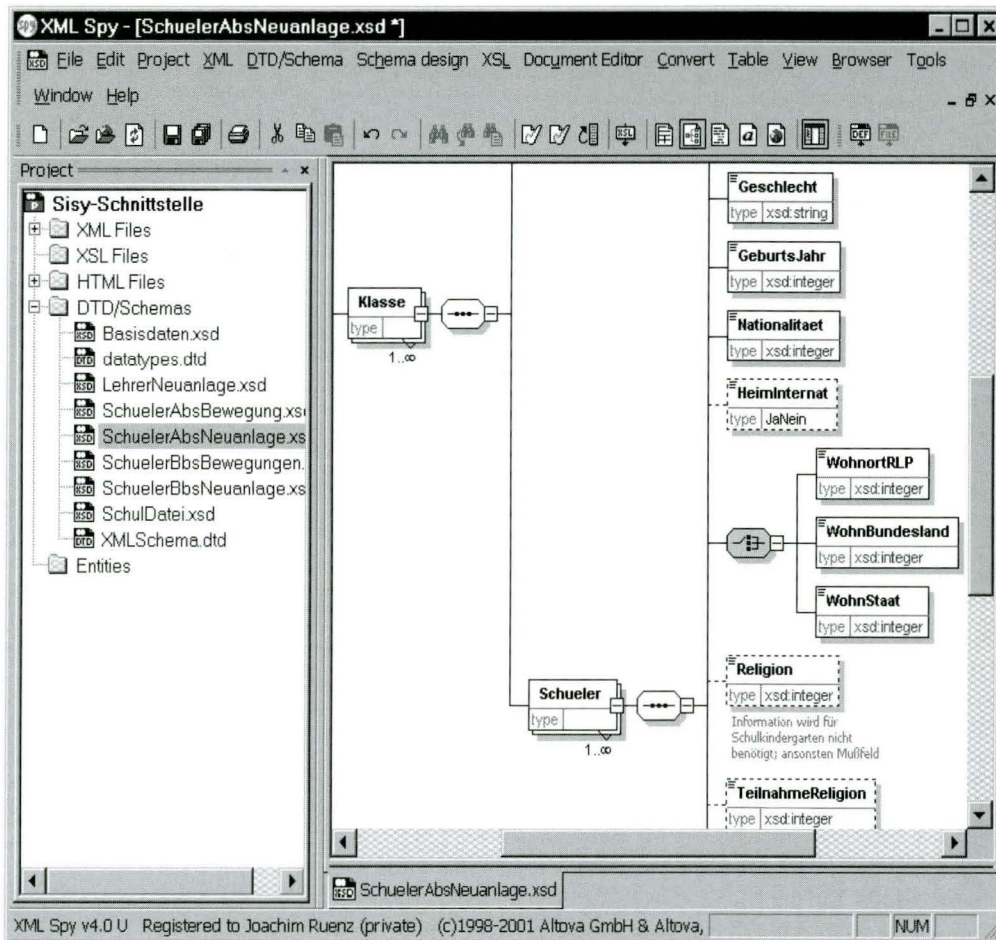 XML Spy - [SchuelerAbsNeuanlage.xsd *]
File Edit Project XML DTD/Schema Schema design XSL Document Editor Convert Table View Browser Tools
Window Help
Project
Sisy-Schnittstelle
XML Files
XSL Files
HTML Files
DTD/Schemas
Basisdaten.xsd
datatypes.dtd
LehrerNeuanlage.xsd
SchuelerAbsBewegung.xs
SchuelerAbsNeuanlage.xs
SchuelerBbsBewegungen.
SchuelerBbsNeuanlage.xs
SchulDatei.xsd
XMLSchema.dtd
Entities
Klasse
type
1..∞
Schueler
type
1..∞
Geschlecht
type xsd:string
GeburtsJahr
type xsd:integer
Nationalitaet
type xsd:integer
HeimInternat
type JaNein
WohnortRLP
type xsd:integer
WohnBundesland
type xsd:integer
WohnStaat
type xsd:integer
Religion
type xsd:integer
Information wird für
Schulkindergarten nicht
benötigt; ansonsten Mußfeld
TeilnahmeReligion
type xsd:integer
SchuelerAbsNeuanlage.xsd
XML Spy v4.0 U Registered to Joachim Ruenz (private) (c)1998-2001 Altova GmbH & Altova,
NUM